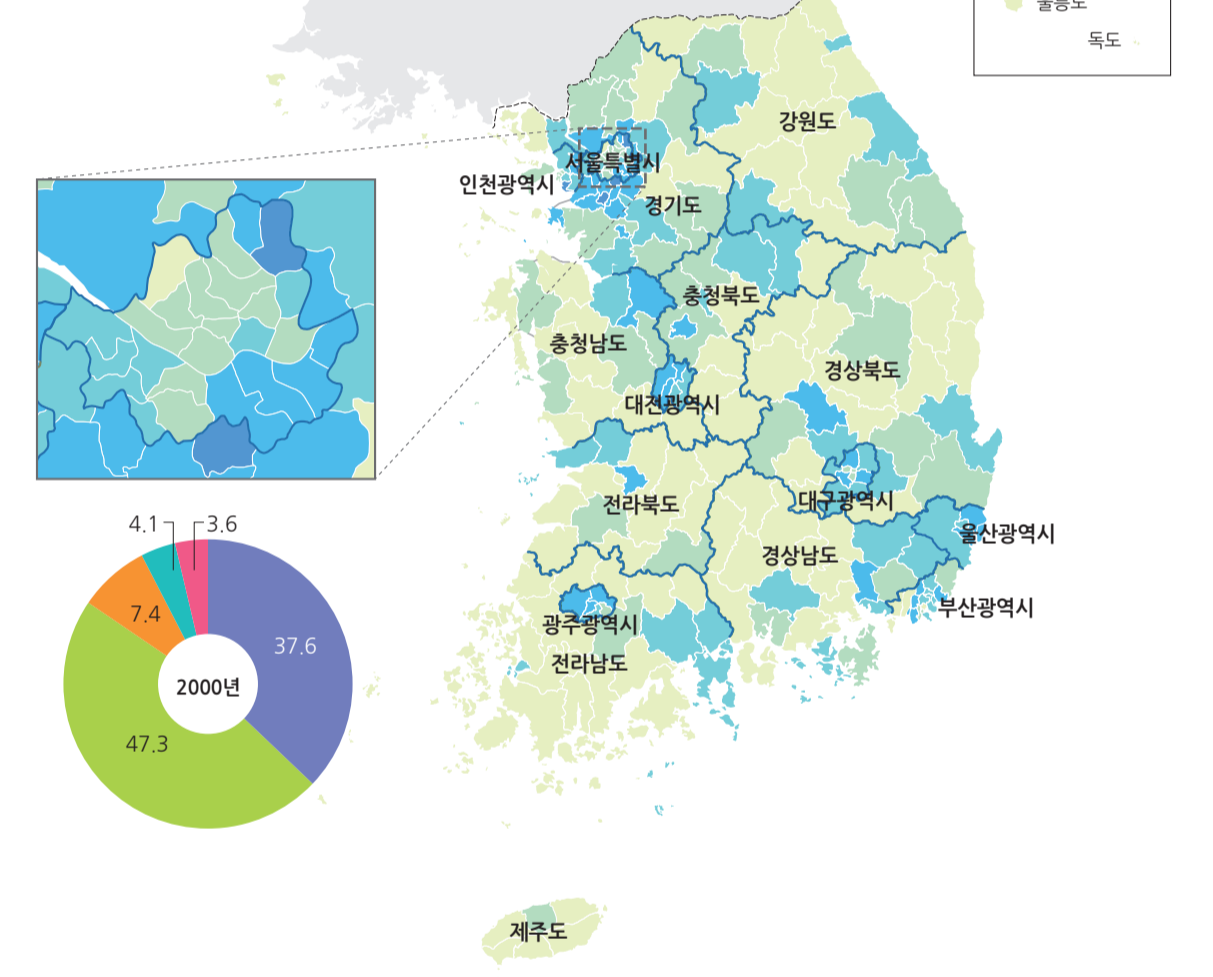 울릉도
독도
강원도
서울특별시
인천광역시
경기도
충청북도
충청남도
경상북도
대전광역시
전라북도
대구광역시
울산광역시
경상남도
부산광역시
광주광역시
전라남도
제주도
4.1
3.6
7.4
37.6
2000년
47.3